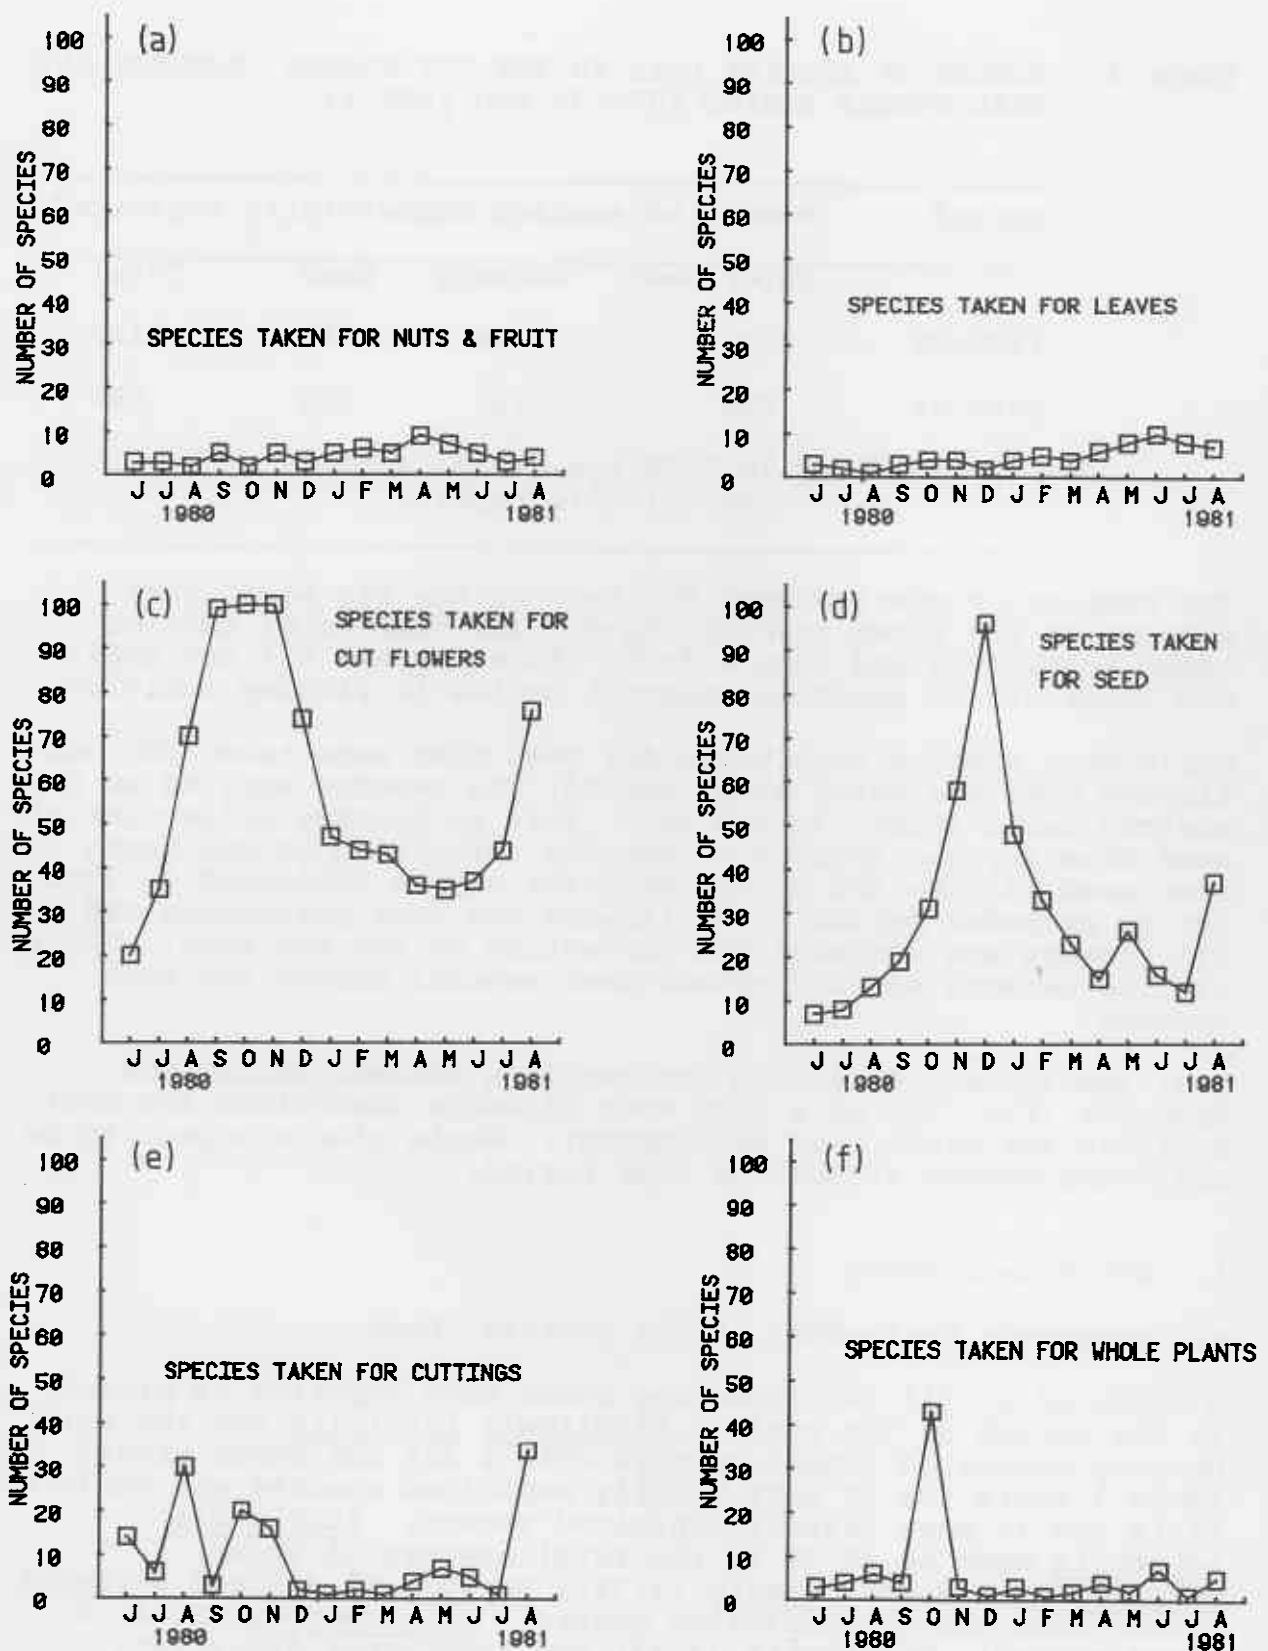 (a)
100
90
80
70
60
50
40
30
20
10
0
NUMBER OF SPECIES
SPECIES TAKEN FOR NUTS & FRUIT
J J A S O N D J F M A M J J A
1980 1981
(b)
100
90
80
70
60
50
40
30
20
10
0
NUMBER OF SPECIES
SPECIES TAKEN FOR LEAVES
J J A S O N D J F M A M J J A
1980 1981
(c)
100
90
80
70
60
50
40
30
20
10
0
NUMBER OF SPECIES
SPECIES TAKEN FOR
CUT FLOWERS
J J A S O N D J F M A M J J A
1980 1981
(d)
100
90
80
70
60
50
40
30
20
10
0
NUMBER OF SPECIES
SPECIES TAKEN
FOR SEED
J J A S O N D J F M A M J J A
1980 1981
(e)
100
90
80
70
60
50
40
30
20
10
0
NUMBER OF SPECIES
SPECIES TAKEN FOR CUTTINGS
J J A S O N D J F M A M J J A
1980 1981
(f)
100
90
80
70
60
50
40
30
20
10
0
NUMBER OF SPECIES
SPECIES TAKEN FOR WHOLE PLANTS
J J A S O N D J F M A M J J A
1980 1981